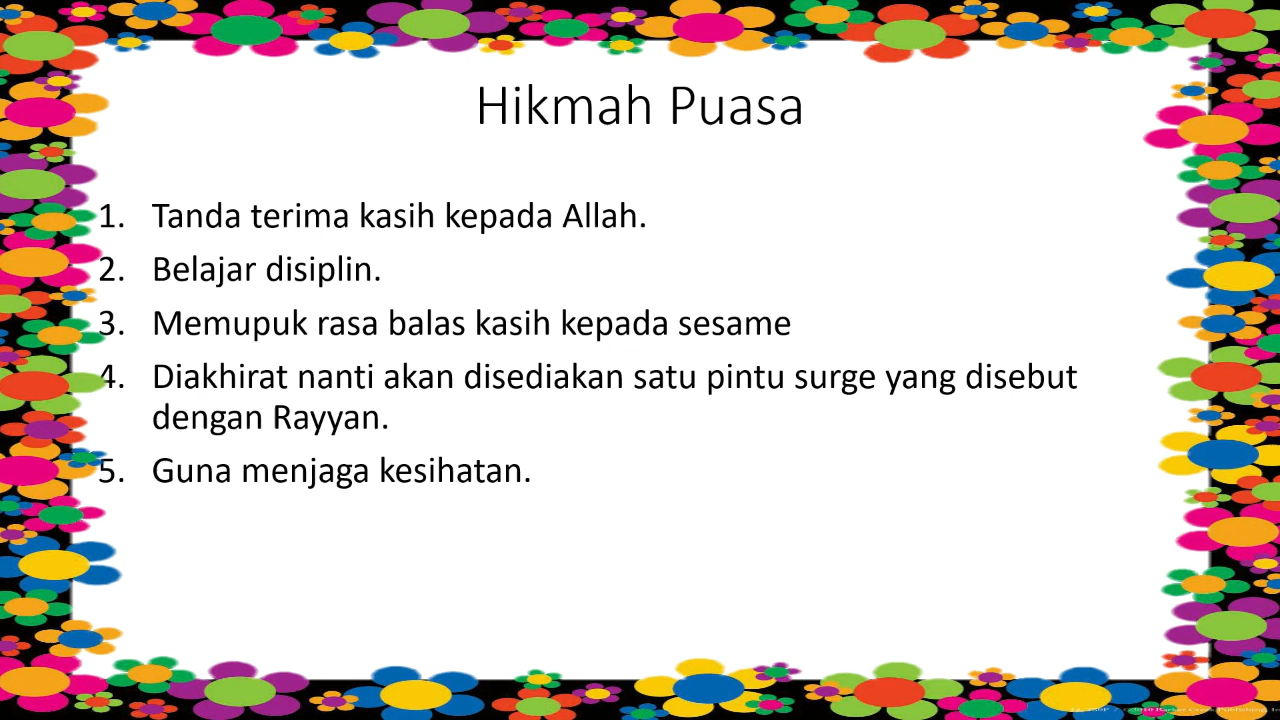 Hikmah Puasa
1. Tanda terima kasih kepada Allah.
2. Belajar disiplin.
3. Memupuk rasa balas kasih kepada sesame
4. Diakhirat nanti akan disediakan satu pintu surge yang disebut
dengan Rayyan.
5. Guna menjaga kesihatan.